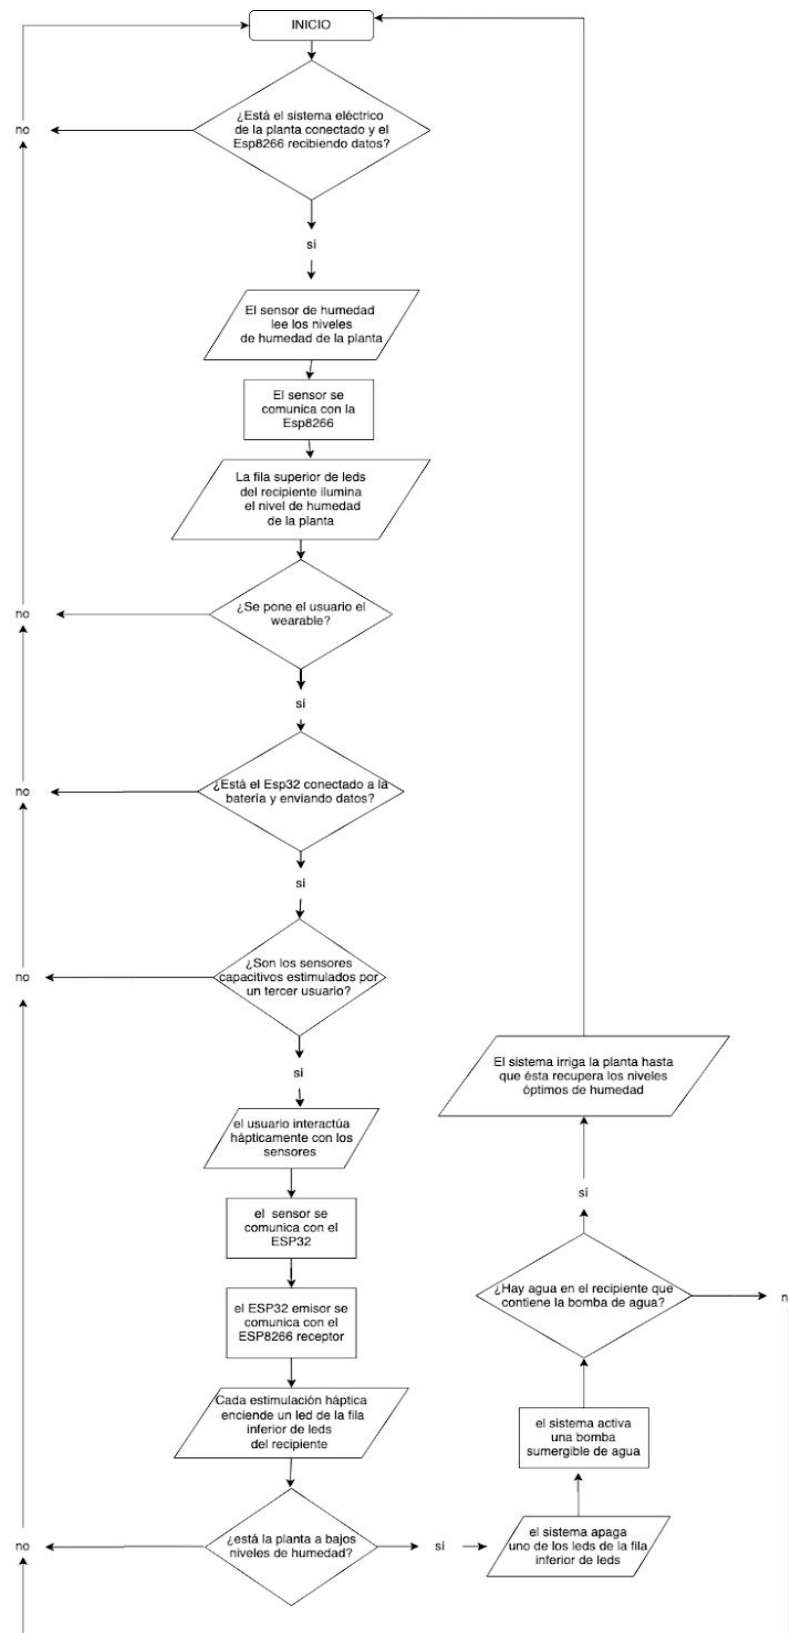 INICIO
¿Está el sistema eléctrico
de la planta conectado y el
Esp8266 recibiendo datos?
no
sí
El sensor de humedad
lee los niveles
de humedad de la planta
El sensor se
comunica con la
Esp8266
La fila superior de leds
del recipiente ilumina
el nivel de humedad
de la planta
¿Se pone el usuario el
wearable?
no
sí
¿Está el Esp32 conectado a la
batería y enviando datos?
no
sí
¿Son los sensores
capacitivos estimulados por
un tercer usuario?
no
sí
el usuario interactúa
hápticamente con los
sensores
el sensor se
comunica con el
ESP32
el ESP32 emisor se
comunica con el
ESP8266 receptor
Cada estimulación háptica
enciende un led de la fila
inferior de leds
del recipiente
¿está la planta a bajos
niveles de humedad?
no
sí
el sistema apaga
uno de los leds de la fila
inferior de leds
el sistema activa
una bomba
sumergible de agua
¿Hay agua en el recipiente que
contiene la bomba de agua?
sí
El sistema irriga la planta hasta
que ésta recupera los niveles
óptimos de humedad